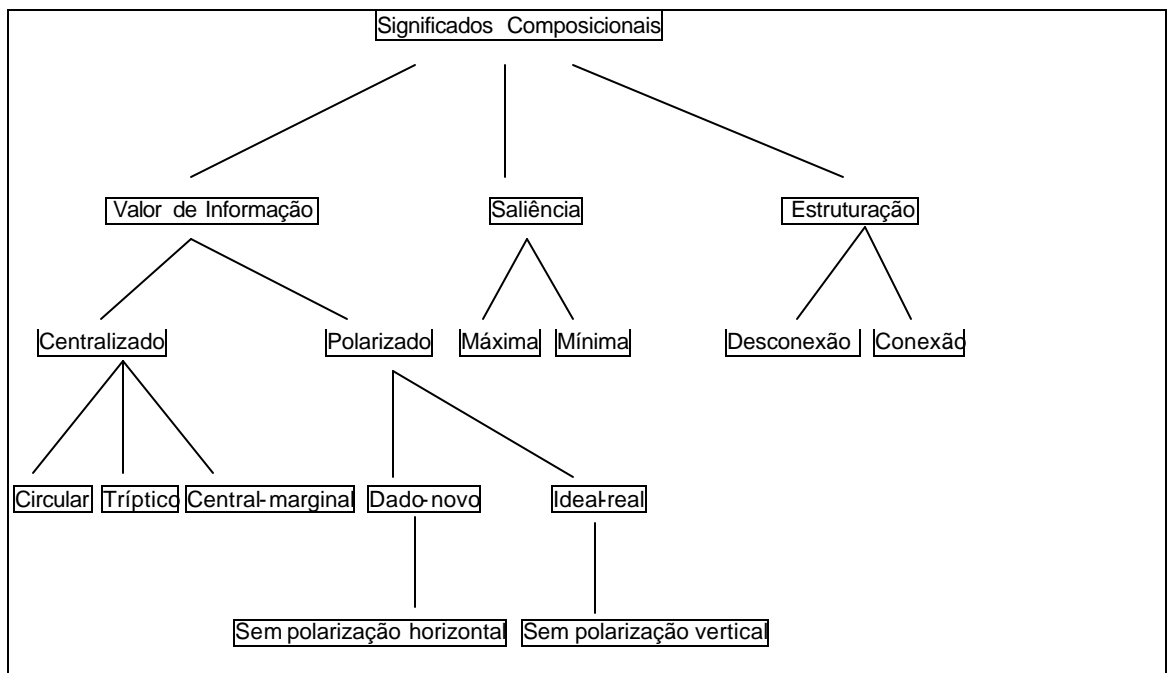 Significados Composicionais
Valor de Informação
Saliência
Estruturação
Centralizado
Polarizado
Máxima
Mínima
Desconexão
Conexão
Circular
Tríptico
Central-marginal
Dado-novo
Ideal-real
Sem polarização horizontal
Sem polarização vertical